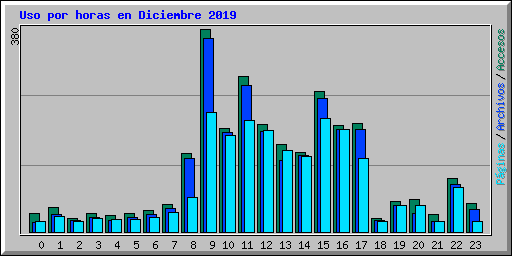 Uso por horas en Diciembre 2019
380
Páginas / Archivos / Accesos
0 1 2 3 4 5 6 7 8 9 10 11 12 13 14 15 16 17 18 19 20 21 22 23